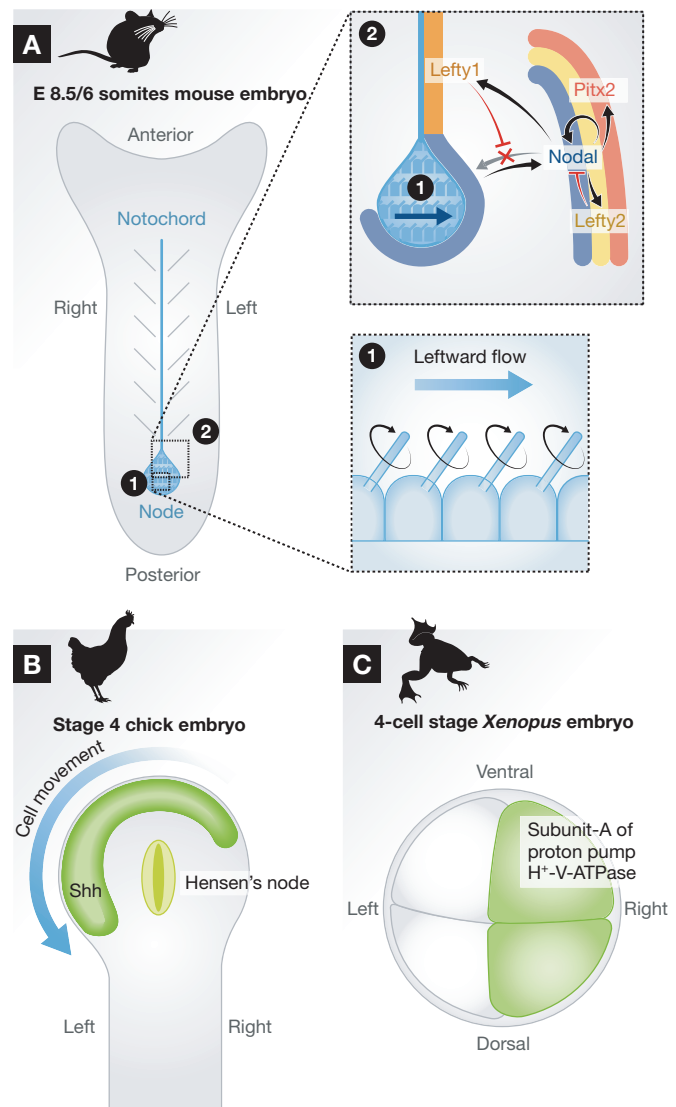 A
E 8.5/6 somites mouse embryo
Anterior
Notochord
Right
Left
2
1
Node
Posterior
2
Lefty1
Pitx2
Nodal
1
Lefty2
1
Leftward flow
B
Stage 4 chick embryo
Cell movement
Shh
Hensen's node
Left
Right
C
4-cell stage Xenopus embryo
Ventral
Subunit-A of
proton pump
H⁺-V-ATPase
Left
Right
Dorsal